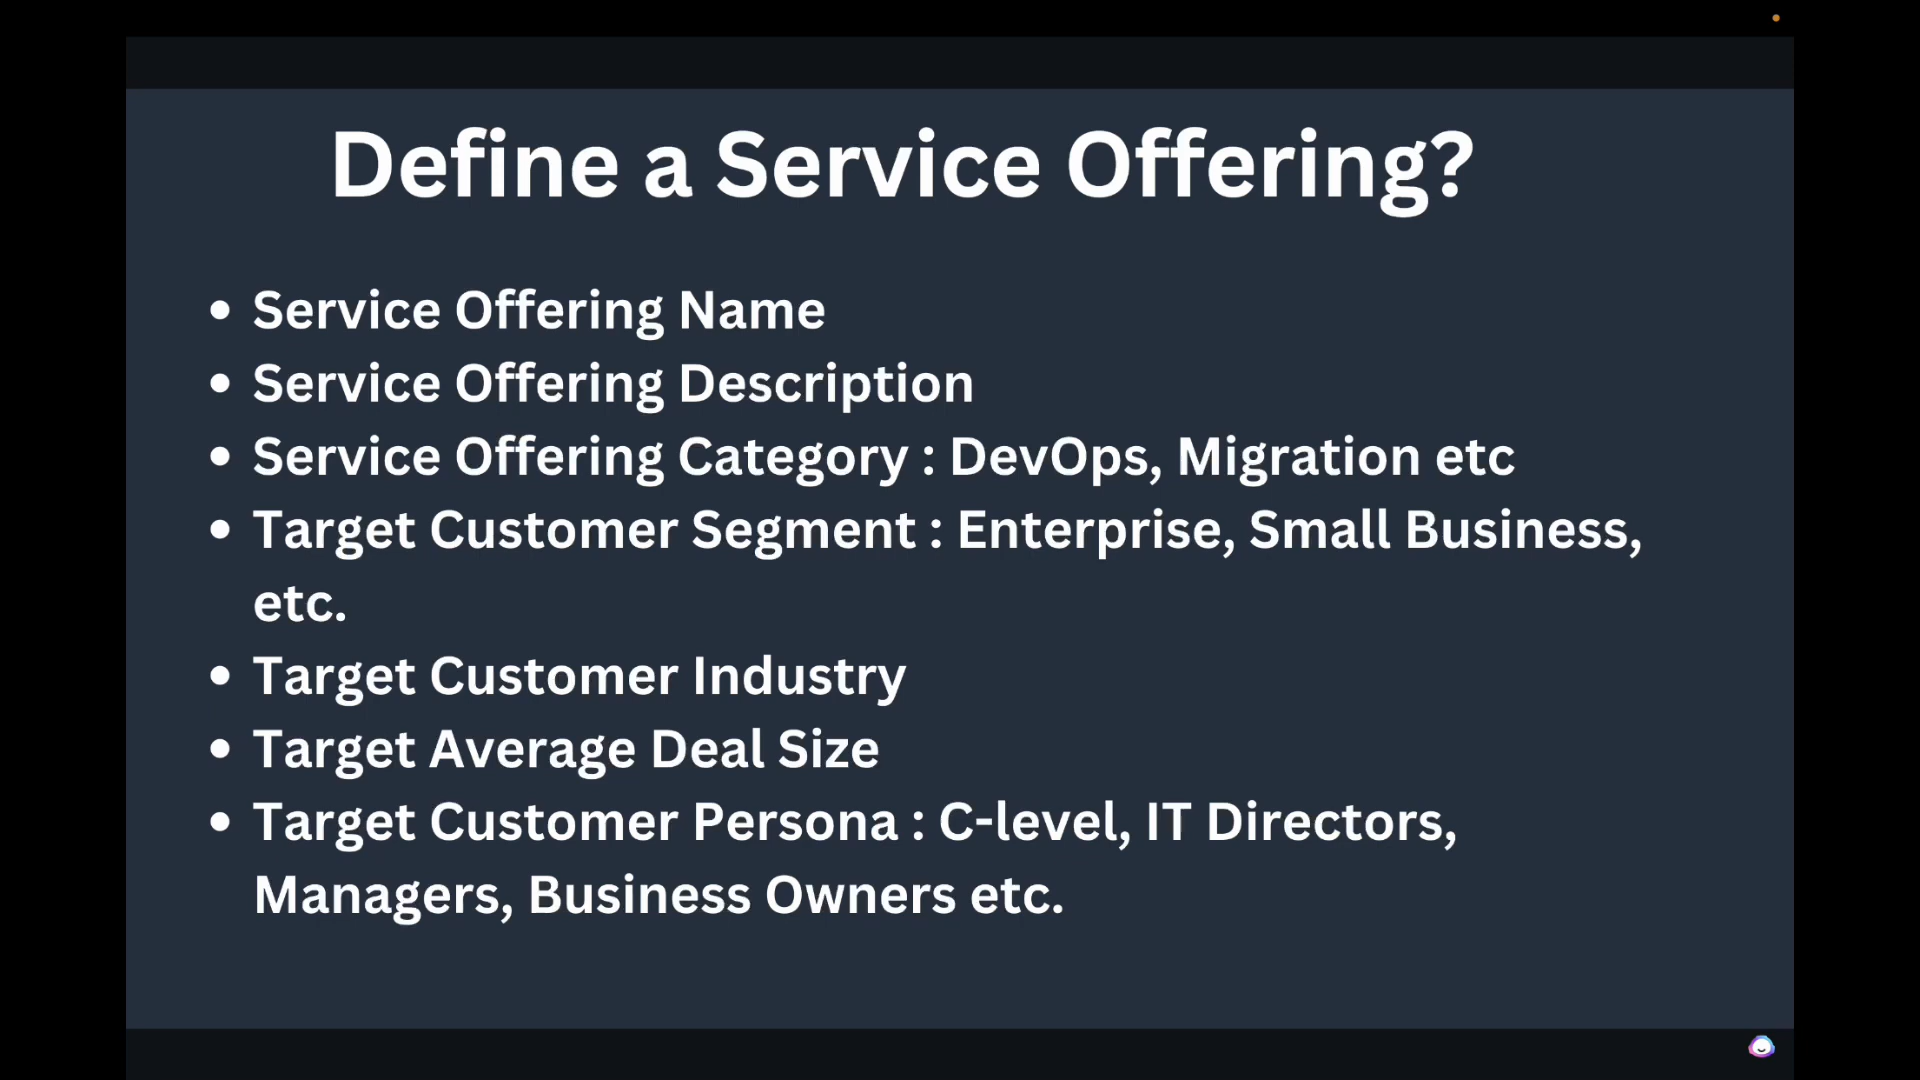 Define a Service Offering?
• Service Offering Name
• Service Offering Description
• Service Offering Category : DevOps, Migration etc
• Target Customer Segment : Enterprise, Small Business,
etc.
• Target Customer Industry
• Target Average Deal Size
• Target Customer Persona : C-level, IT Directors,
Managers, Business Owners etc.